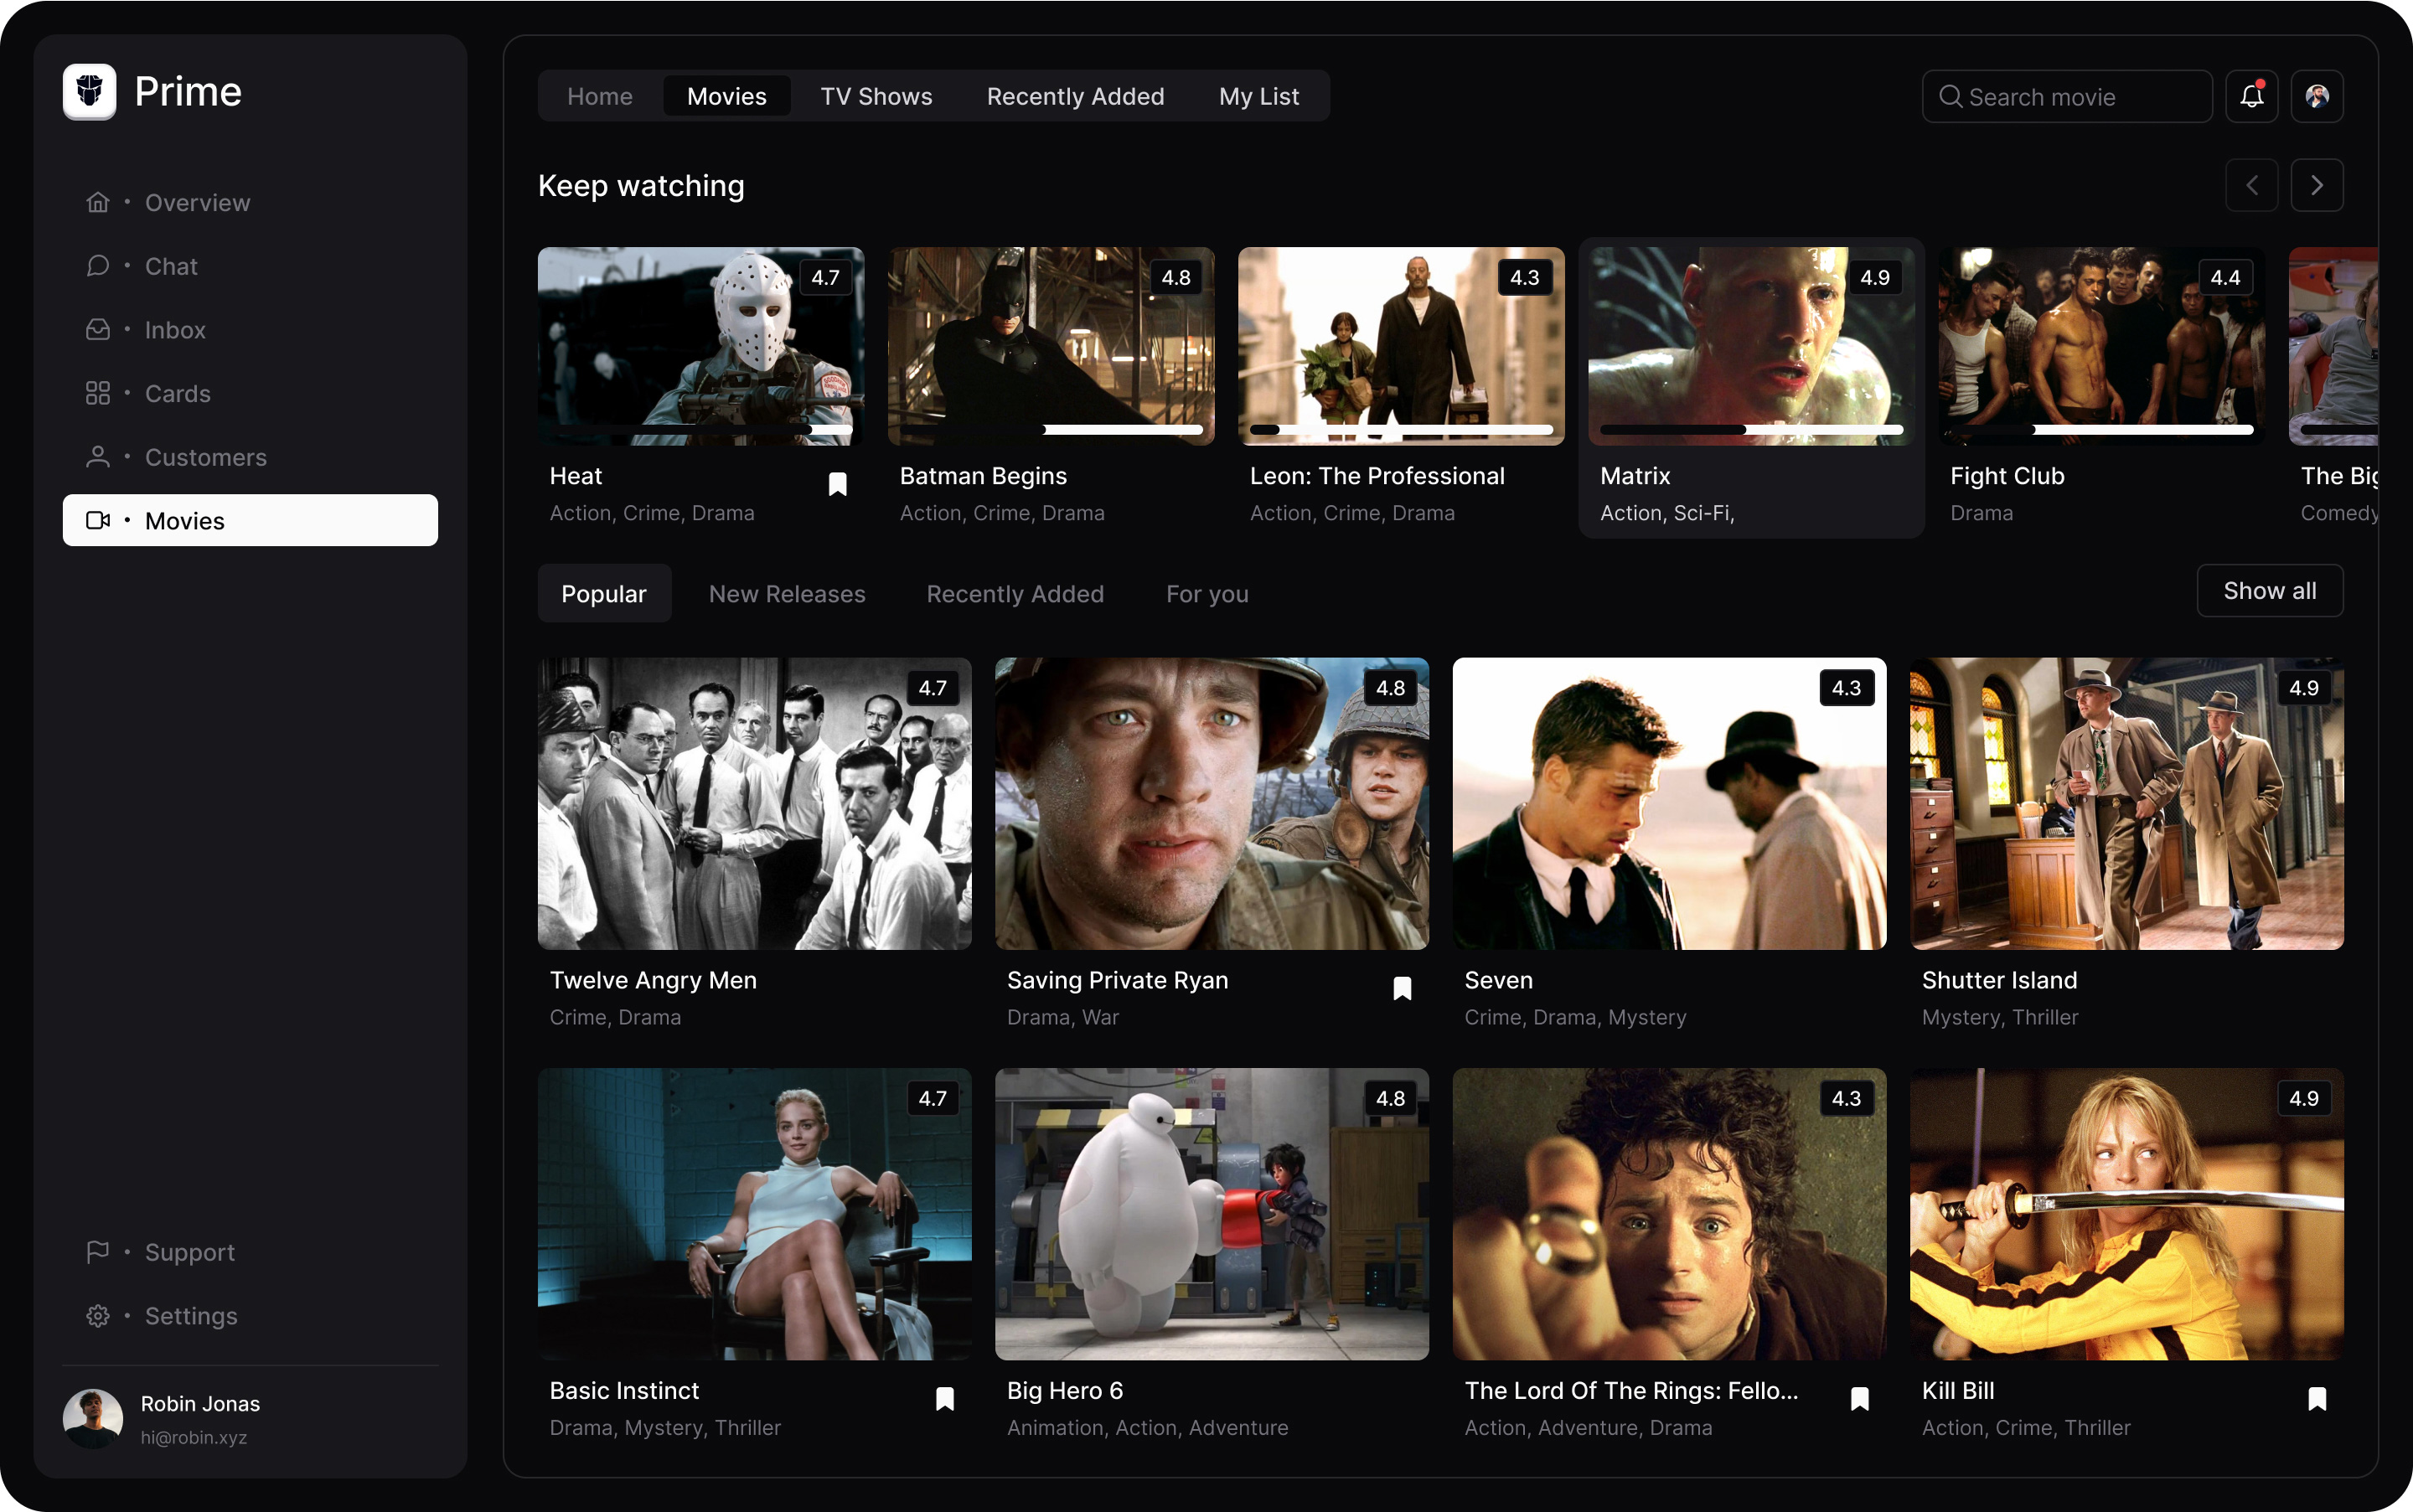 Prime
Overview
Chat
Inbox
Cards
Customers
Movies
Support
Settings
Robin Jonas
hi@robin.xyz
Home
Movies
TV Shows
Recently Added
My List
Search movie
Keep watching
4.7
Heat
Action, Crime, Drama
4.8
Batman Begins
Action, Crime, Drama
4.3
Leon: The Professional
Action, Crime, Drama
4.9
Matrix
Action, Sci-Fi,
4.4
Fight Club
Drama
The Big
Comedy
Popular
New Releases
Recently Added
For you
Show all
4.7
Twelve Angry Men
Crime, Drama
4.8
Saving Private Ryan
Drama, War
4.3
Seven
Crime, Drama, Mystery
4.9
Shutter Island
Mystery, Thriller
4.7
Basic Instinct
Drama, Mystery, Thriller
4.8
Big Hero 6
Animation, Action, Adventure
4.3
The Lord Of The Rings: Fello...
Action, Adventure, Drama
4.9
Kill Bill
Action, Crime, Thriller